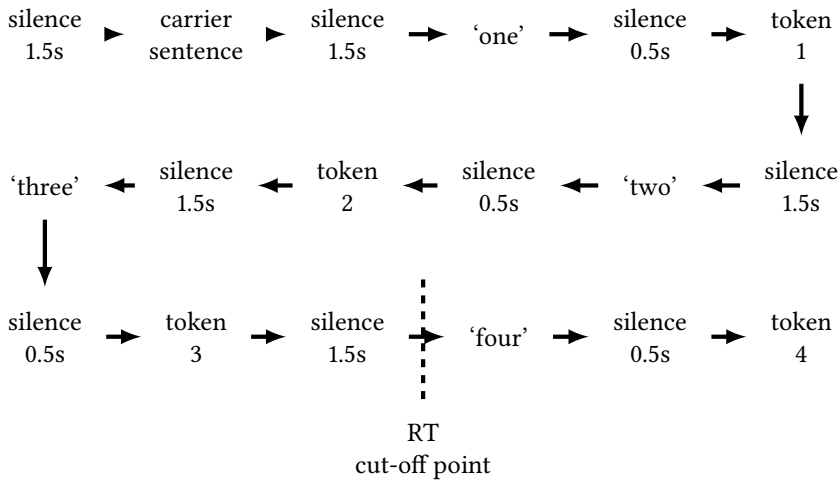 silence
1.5s
carrier
sentence
silence
1.5s
‘one’
silence
0.5s
token
1
‘three’
silence
1.5s
token
2
silence
0.5s
‘two’
silence
1.5s
silence
0.5s
token
3
silence
1.5s
‘four’
silence
0.5s
token
4
RT
cut-off point